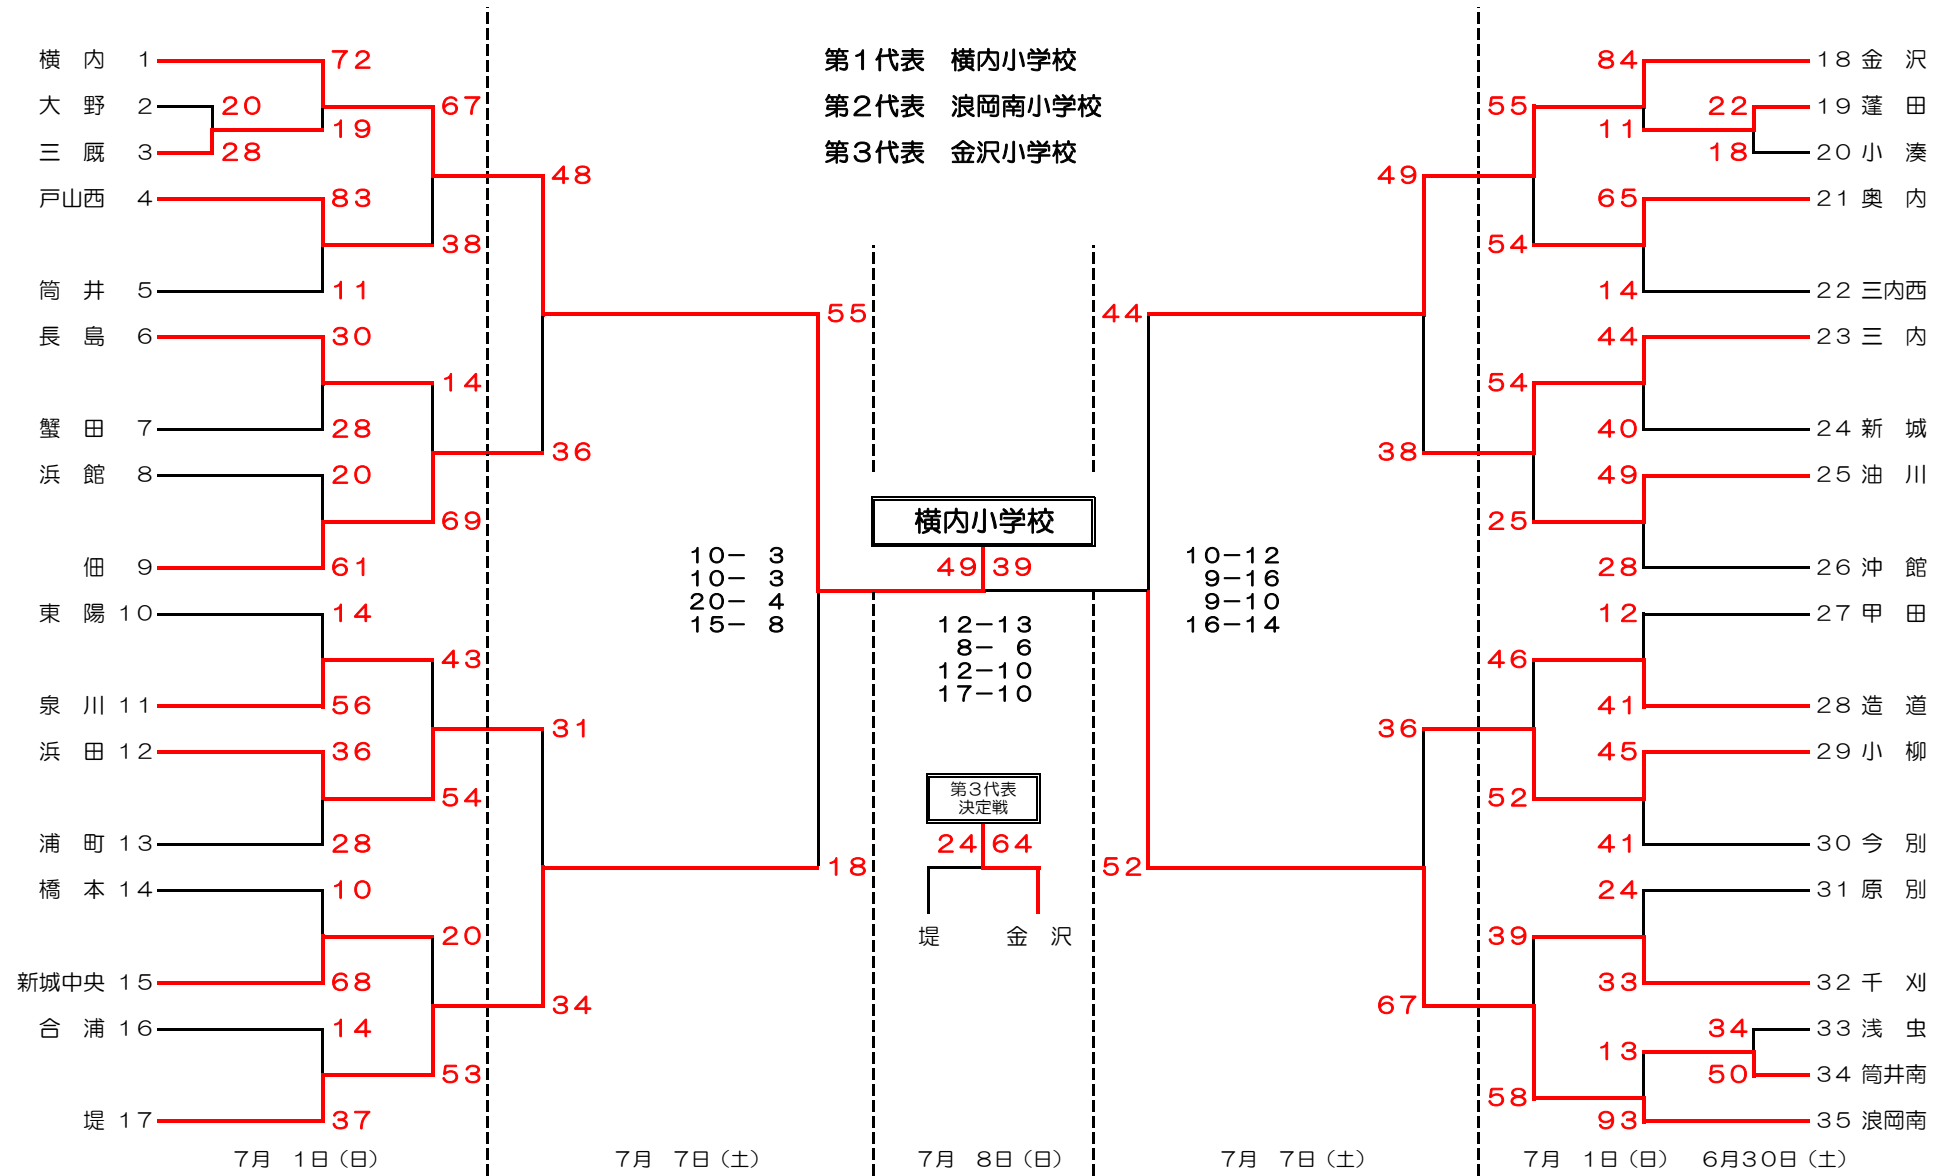 第１代表　横内小学校
第２代表　浪岡南小学校
第３代表　金沢小学校
横　内　1
大　野　2
三　厩　3
戸山西　4
筒　井　5
長　島　6
蟹　田　7
浜　館　8
佃　9
東　陽 10
泉　川 11
浜　田 12
浦　町 13
橋　本 14
新城中央 15
合　浦 16
堤 17
20
28
72
19
83
11
30
28
20
61
14
56
36
28
10
68
14
37
67
38
14
69
43
54
20
53
48
36
31
34
55
18
10－ 3
10－ 3
20－ 4
15－ 8
横内小学校
49 39
12－13
8－ 6
12－10
17－10
第３代表
決定戦
24 64
堤　金　沢
44
52
10－12
9－16
9－10
16－14
49
38
36
67
55
54
54
25
46
52
39
58
84
11
65
14
44
40
49
28
12
41
45
41
24
33
13
93
22
18
34
50
18 金　沢
19 蓬　田
20 小　湊
21 奥　内
22 三内西
23 三　内
24 新　城
25 油　川
26 沖　館
27 甲　田
28 造　道
29 小　柳
30 今　別
31 原　別
32 千　刈
33 浅　虫
34 筒井南
35 浪岡南
7月　1日（日）
7月　7日（土）
7月　8日（日）
7月　7日（土）
7月　1日（日）
6月30日（土）